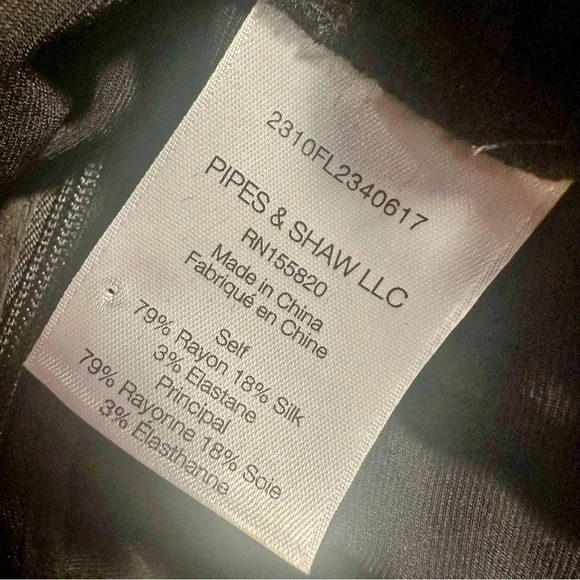 2310FL2340617
PIPES & SHAW LLC
RN155820
Made in China
Fabriqué en Chine
Self
79% Rayon 18% Silk
3% Elastane
Principal
79% Rayonne 18% Soie
3% Élasthanne